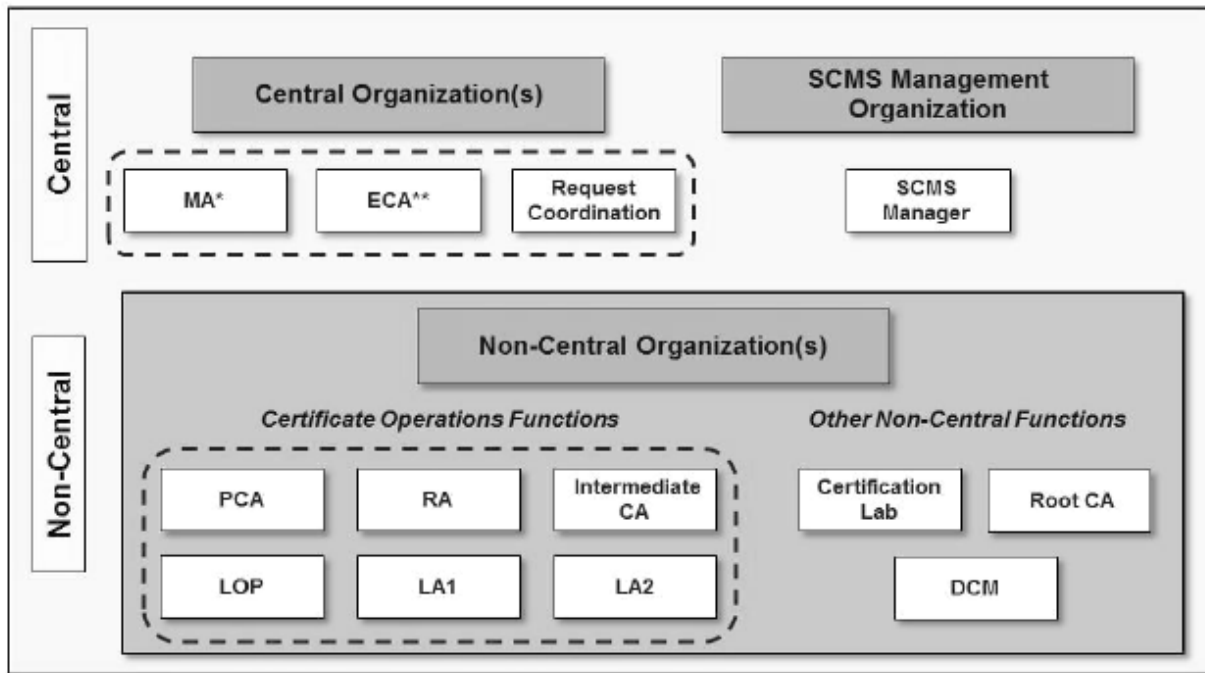 Central
Central Organization(s)
SCMS Management
Organization
MA*
ECA**
Request
Coordination
SCMS
Manager
Non-Central
Non-Central Organization(s)
Certificate Operations Functions
Other Non-Central Functions
PCA
RA
Intermediate
CA
Certification
Lab
Root CA
LOP
LA1
LA2
DCM